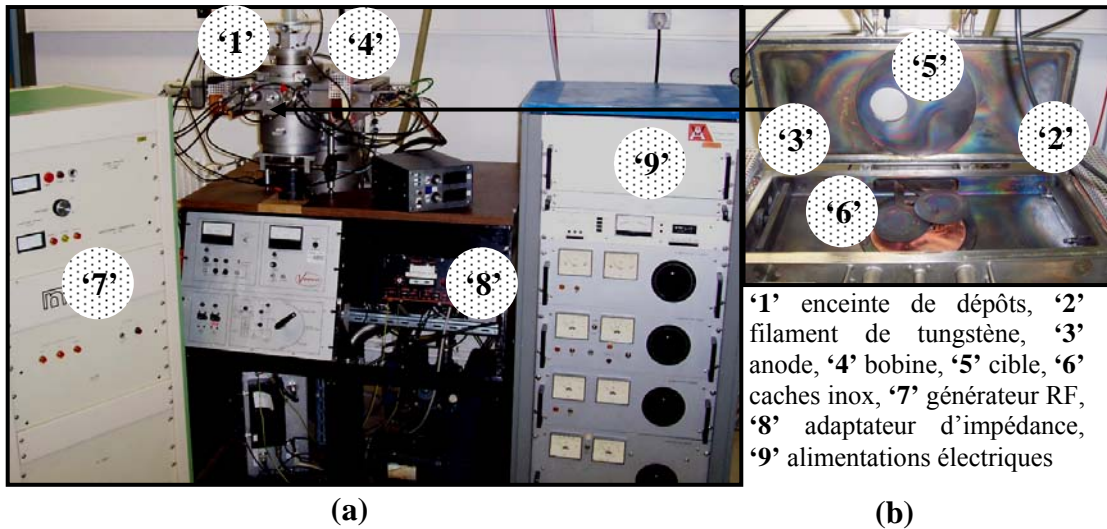 ‘1’
‘4’
‘5’
‘9’
‘3’
‘2’
‘6’
‘7’
‘8’
‘1’ enceinte de dépôts, ‘2’
filament de tungstène, ‘3’
anode, ‘4’ bobine, ‘5’ cible, ‘6’
caches inox, ‘7’ générateur RF,
‘8’ adaptateur d’impédance,
‘9’ alimentations électriques
(a)
(b)